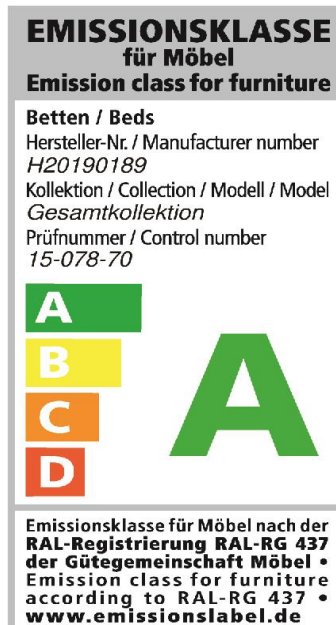 EMISSIONSKLASSE
für Möbel
Emission class for furniture
Betten / Beds
Hersteller-Nr. / Manufacturer number
H20190189
Kollektion / Collection / Modell / Model
Gesamtkollektion
Prüfnummer / Control number
15-078-70
A
B
C
D
A
Emissionsklasse für Möbel nach der
RAL-Registrierung RAL-RG 437
der Gütegemeinschaft Möbel •
Emission class for furniture
according to RAL-RG 437 •
www.emissionslabel.de